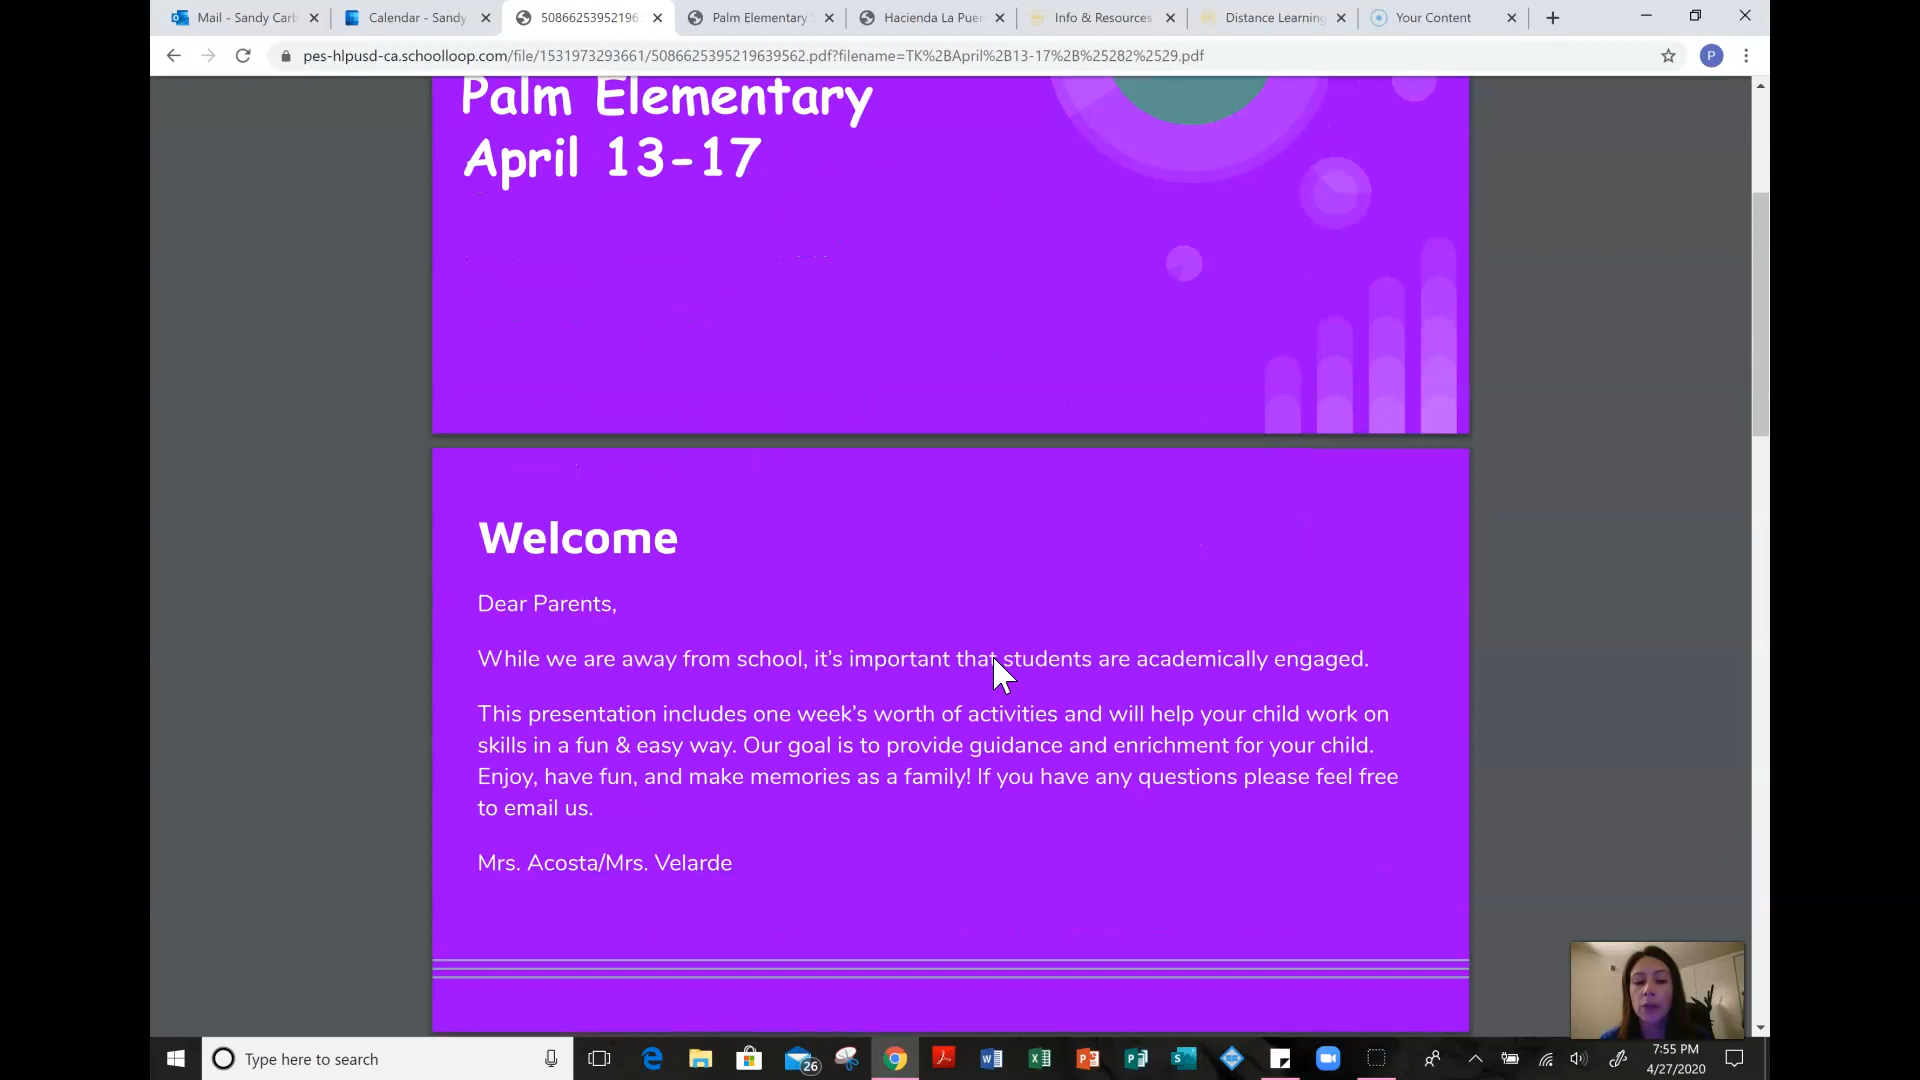 Mail - Sandy Carb
Calendar - Sandy
50866253952196
Palm Elementary
Hacienda La Puer
Info & Resources
Distance Learning
Your Content
pes-hlpusd-ca.schoolloop.com/file/1531973293661/5086625395219639562.pdf?filename=TK%2BApril%2B13-17%2B%25282%2529.pdf
P
Palm Elementary
April 13-17
Welcome
Dear Parents,
While we are away from school, it's important that students are academically engaged.
This presentation includes one week's worth of activities and will help your child work on
skills in a fun & easy way. Our goal is to provide guidance and enrichment for your child.
Enjoy, have fun, and make memories as a family! If you have any questions please feel free
to email us.
Mrs. Acosta/Mrs. Velarde
Type here to search
26
7:55 PM
4/27/2020